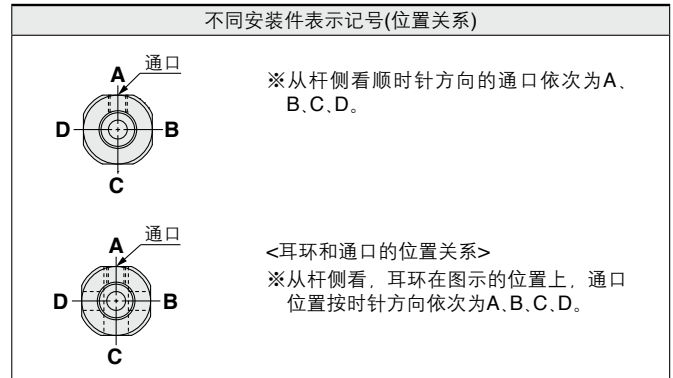 不同安装件表示记号(位置关系)
通口
A
D
B
C
※从杆侧看顺时针方向的通口依次为A、
B、C、D。
通口
A
D
B
C
<耳环和通口的位置关系>
※从杆侧看，耳环在图示的位置上，通口
位置按时针方向依次为A、B、C、D。